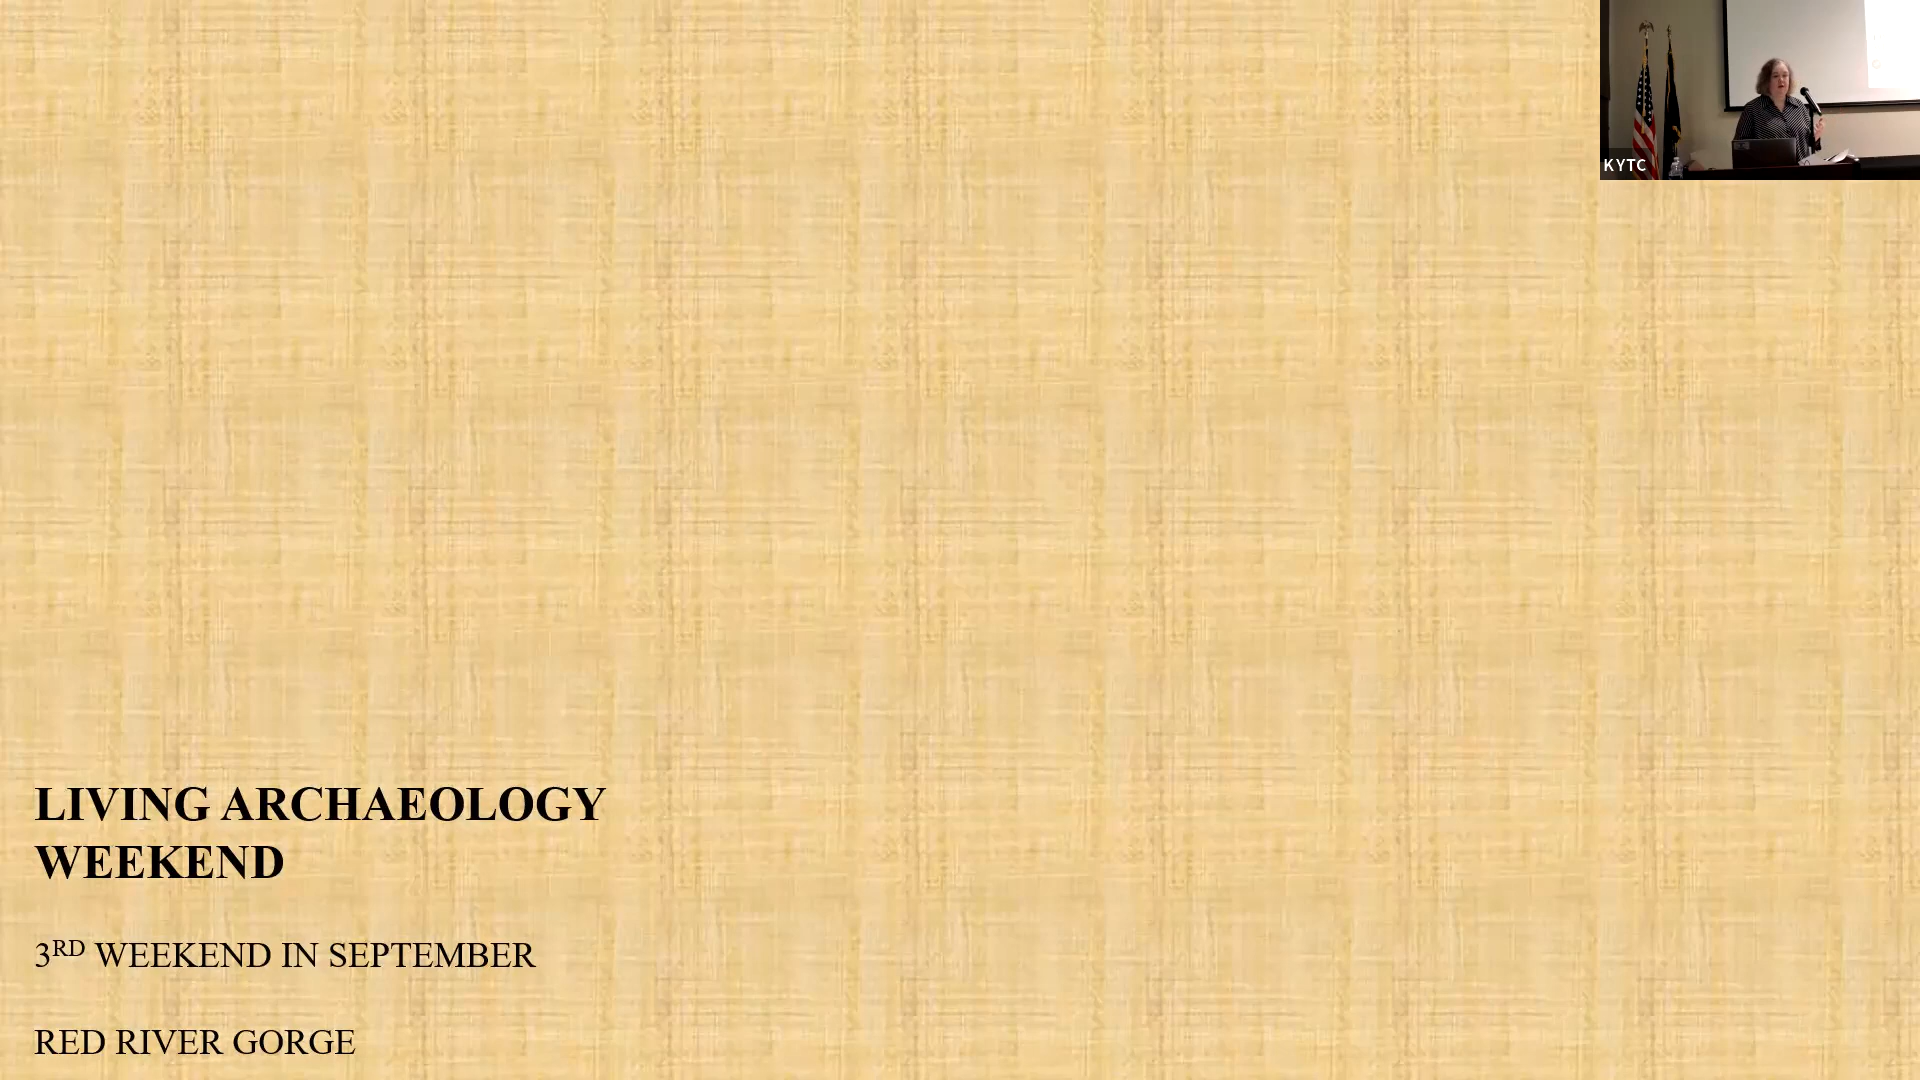 KYTC
LIVING ARCHAEOLOGY
WEEKEND
3RD WEEKEND IN SEPTEMBER
RED RIVER GORGE